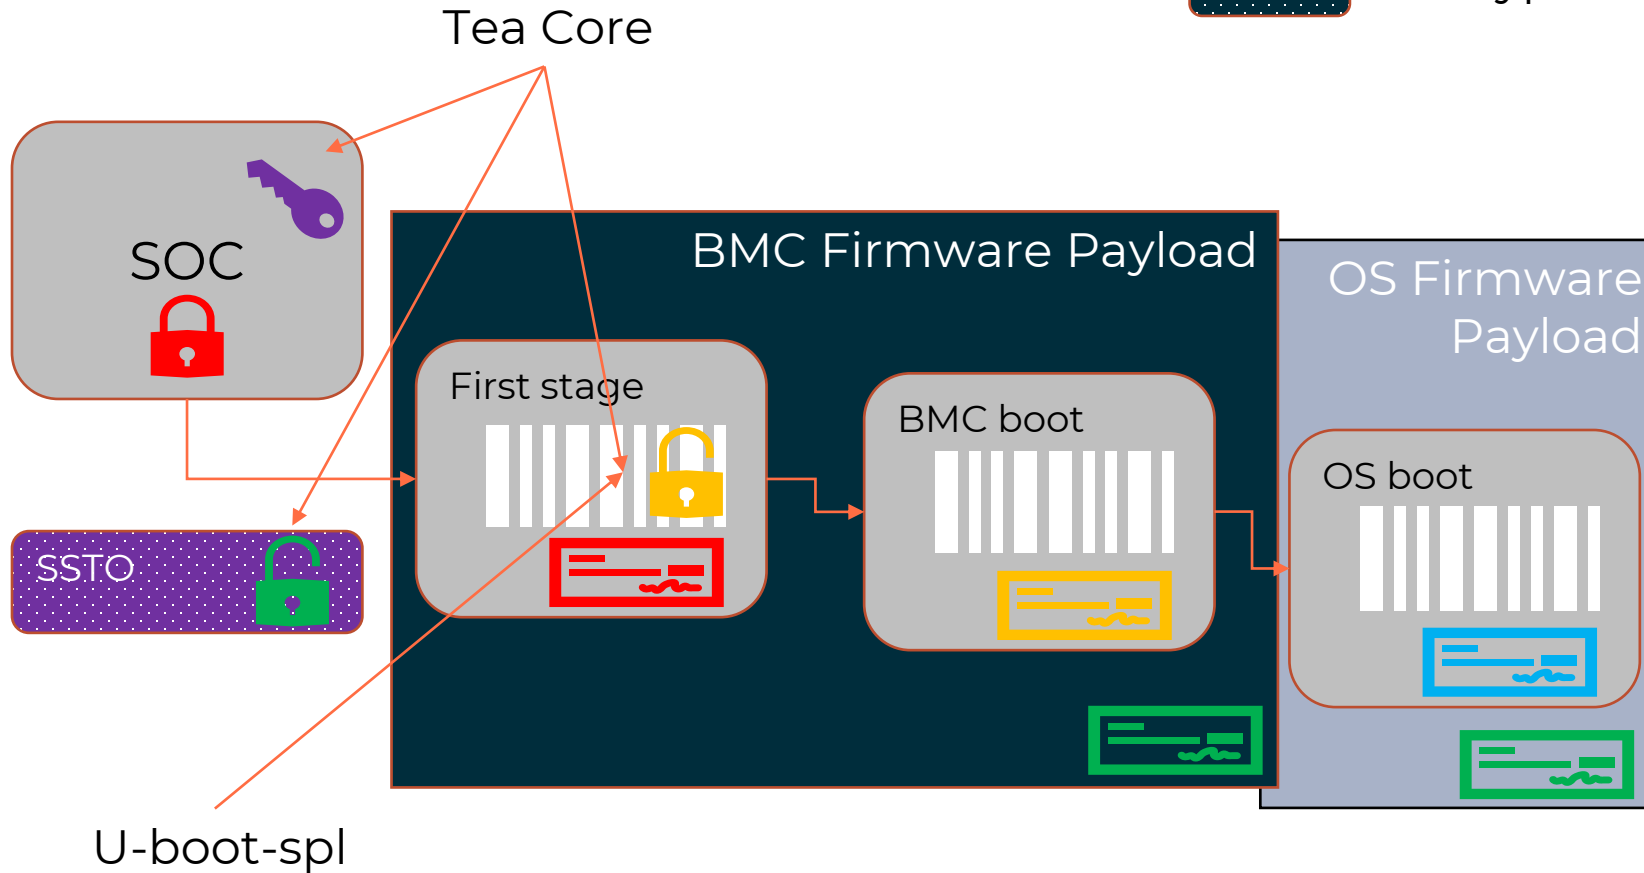 Tea Core
SOC
BMC Firmware Payload
OS Firmware
Payload
First stage
BMC boot
OS boot
SSTO
U-boot-spl